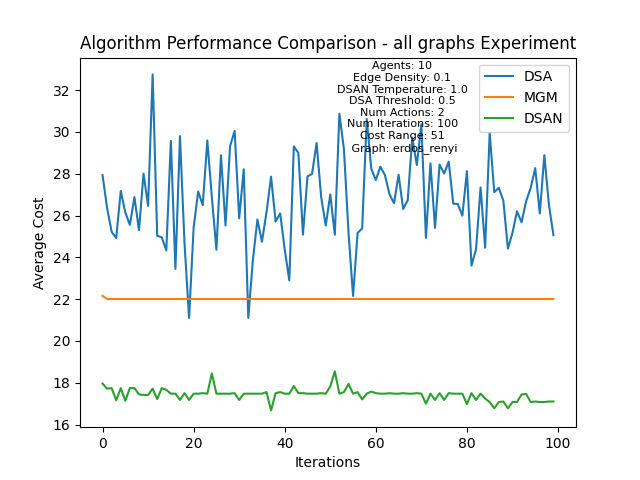 Algorithm Performance Comparison - all graphs Experiment
Agents: 10
Edge Density: 0.1
DSAN Temperature: 1.0
DSA Threshold: 0.5
Num Actions: 2
Num Iterations: 100
Cost Range: 51
Graph: erdos_renyi
DSA
MGM
DSAN
Average Cost
32
30
28
26
24
22
20
18
16
0
20
40
60
80
100
Iterations